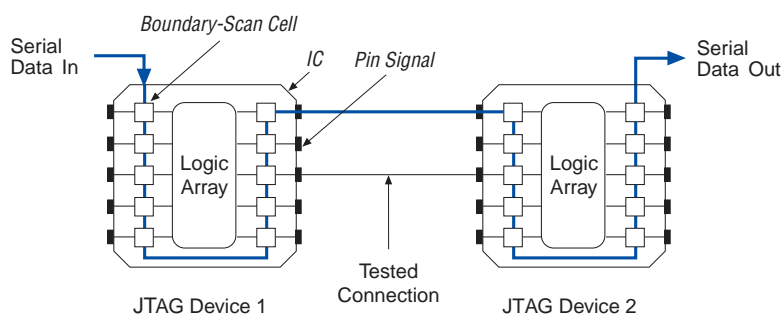 Boundary-Scan Cell
Serial
Data In
IC
Pin Signal
Serial
Data Out
Logic
Array
Logic
Array
Tested
Connection
JTAG Device 1
JTAG Device 2